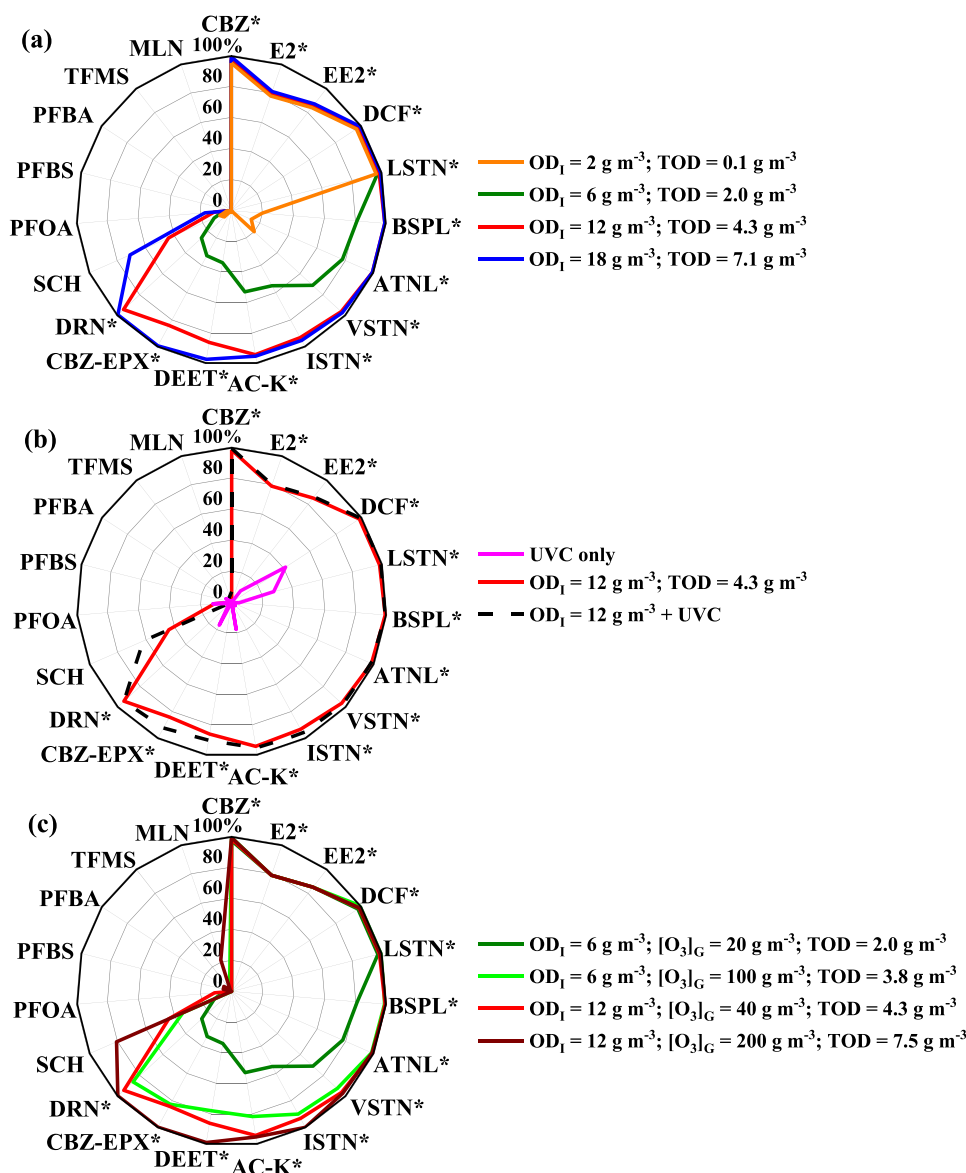 (a)
CBZ*
E2*
EE2*
DCF*
LSTN*
BSPL*
ATNL*
VSTN*
ISTN*
AC-K*
DEET*
CBZ-EPX*
DRN*
SCH
PFOA
PFBS
PFBA
TFMS
MLN
100%
80
60
40
20
0
OD_I = 2 g m⁻³; TOD = 0.1 g m⁻³
OD_I = 6 g m⁻³; TOD = 2.0 g m⁻³
OD_I = 12 g m⁻³; TOD = 4.3 g m⁻³
OD_I = 18 g m⁻³; TOD = 7.1 g m⁻³
(b)
CBZ*
E2*
EE2*
DCF*
LSTN*
BSPL*
ATNL*
VSTN*
ISTN*
AC-K*
DEET*
CBZ-EPX*
DRN*
SCH
PFOA
PFBS
PFBA
TFMS
MLN
100%
80
60
40
20
0
UVC only
OD_I = 12 g m⁻³; TOD = 4.3 g m⁻³
OD_I = 12 g m⁻³ + UVC
(c)
CBZ*
E2*
EE2*
DCF*
LSTN*
BSPL*
ATNL*
VSTN*
ISTN*
AC-K*
DEET*
CBZ-EPX*
DRN*
SCH
PFOA
PFBS
PFBA
TFMS
MLN
100%
80
60
40
20
0
OD_I = 6 g m⁻³; [O₃]_G = 20 g m⁻³; TOD = 2.0 g m⁻³
OD_I = 6 g m⁻³; [O₃]_G = 100 g m⁻³; TOD = 3.8 g m⁻³
OD_I = 12 g m⁻³; [O₃]_G = 40 g m⁻³; TOD = 4.3 g m⁻³
OD_I = 12 g m⁻³; [O₃]_G = 200 g m⁻³; TOD = 7.5 g m⁻³